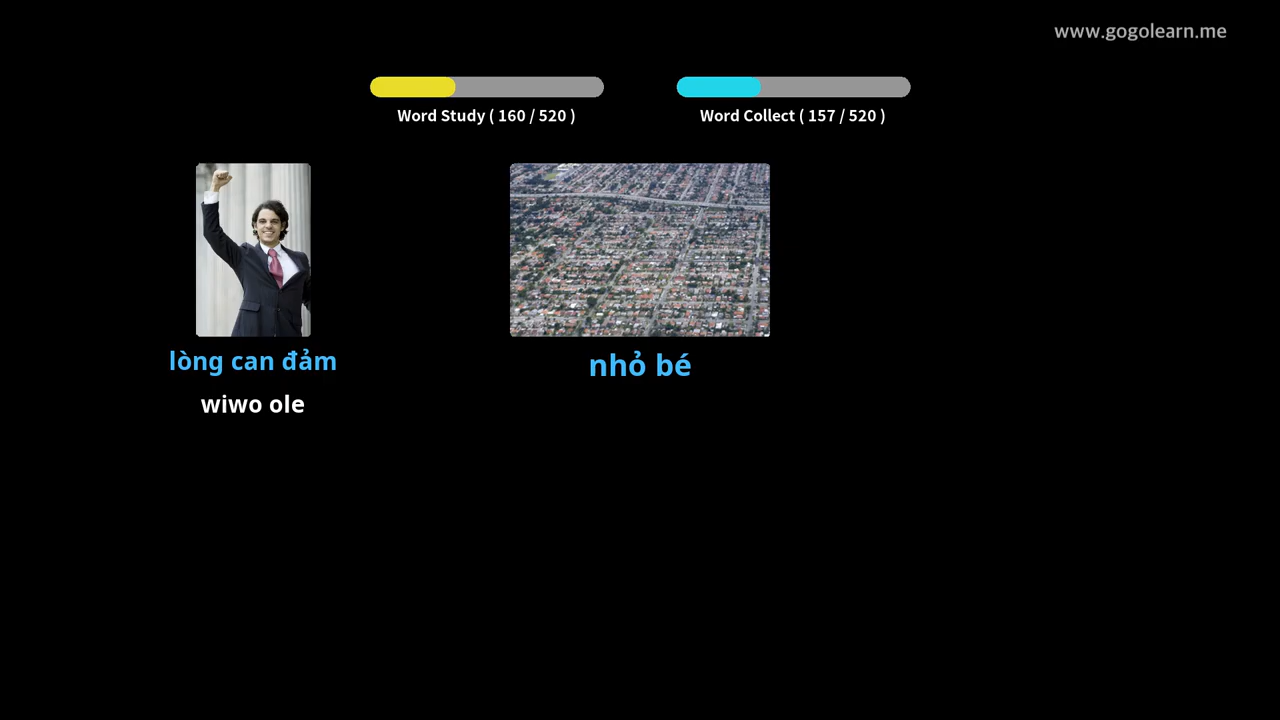 www.gogolearn.me
Word Study ( 160 / 520 )
Word Collect ( 157 / 520 )
lòng can đảm
wiwo ole
nhỏ bé